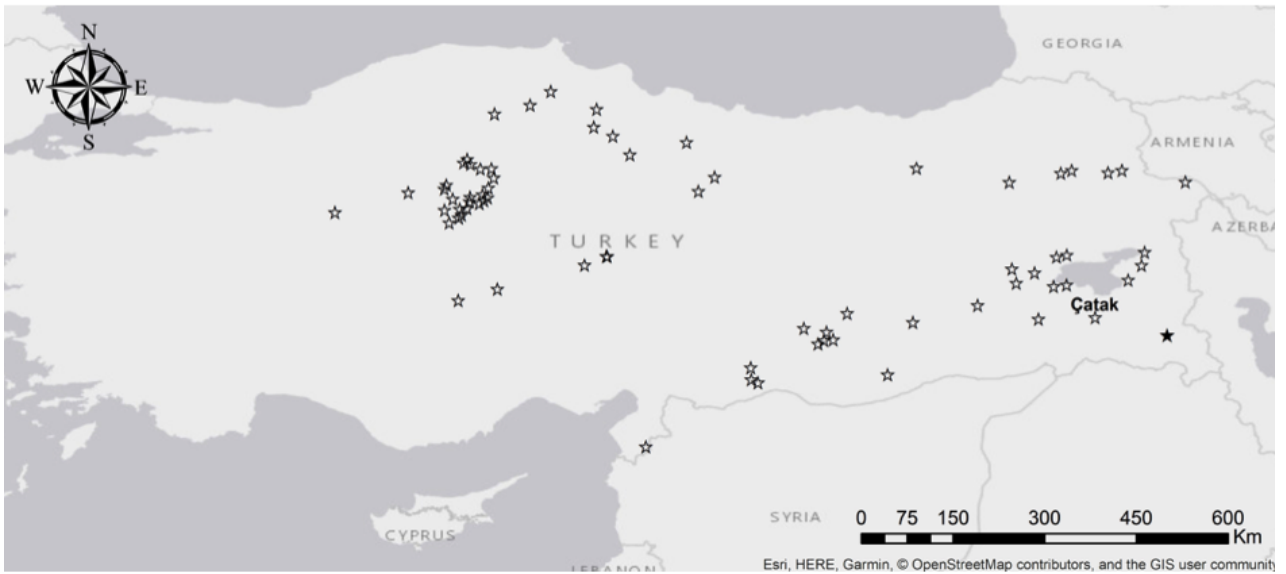 N
GEORGIA
W E
S
ARMENIA
TURKEY
AZERBA
Çatak
SYRIA
0 75 150 300 450 600
Km
CYPRUS
LEBANON
Esri, HERE, Garmin, © OpenStreetMap contributors, and the GIS user community